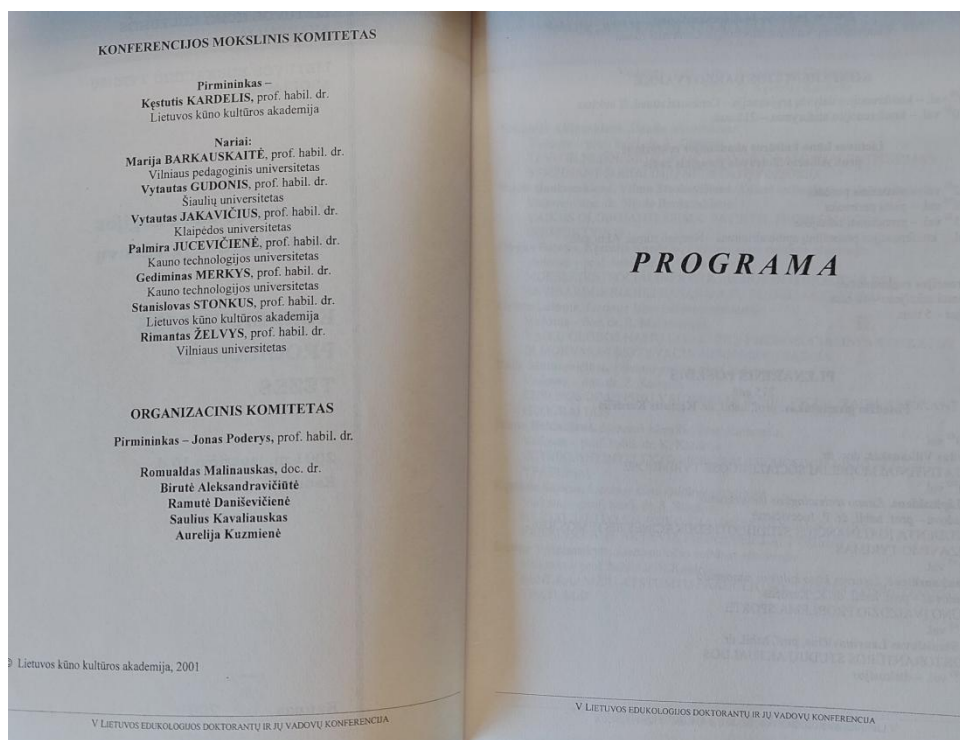 KONFERENCIJOS MOKSLINIS KOMITETAS
Pirmininkas –
Kęstutis KARDELIS, prof. habil. dr.
Lietuvos kūno kultūros akademija
Nariai:
Marija BARKAUSKAITĖ, prof. habil. dr.
Vilniaus pedagoginis universitetas
Vytautas GUDONIS, prof. habil. dr.
Šiaulių universitetas
Vytautas JAKAVIČIUS, prof. habil. dr.
Klaipėdos universitetas
Palmira JUCEVIČIENĖ, prof. habil. dr.
Kauno technologijos universitetas
Gediminas MERKYS, prof. habil. dr.
Kauno technologijos universitetas
Stanislovas STONKUS, prof. habil. dr.
Lietuvos kūno kultūros akademija
Rimantas ŽELVYS, prof. habil. dr.
Vilniaus universitetas
ORGANIZACINIS KOMITETAS
Pirmininkas – Jonas Poderys, prof. habil. dr.
Romualdas Malinauskas, doc. dr.
Birutė Aleksandravičiūtė
Ramutė Daniševičienė
Saulius Kavaliauskas
Aurelija Kuzmienė
© Lietuvos kūno kultūros akademija, 2001
V LIETUVOS EDUKOLOGIJOS DOKTORANTŲ IR JŲ VADOVŲ KONFERENCIJA
PROGRAMA
V LIETUVOS EDUKOLOGIJOS DOKTORANTŲ IR JŲ VADOVŲ KONFERENCIJA